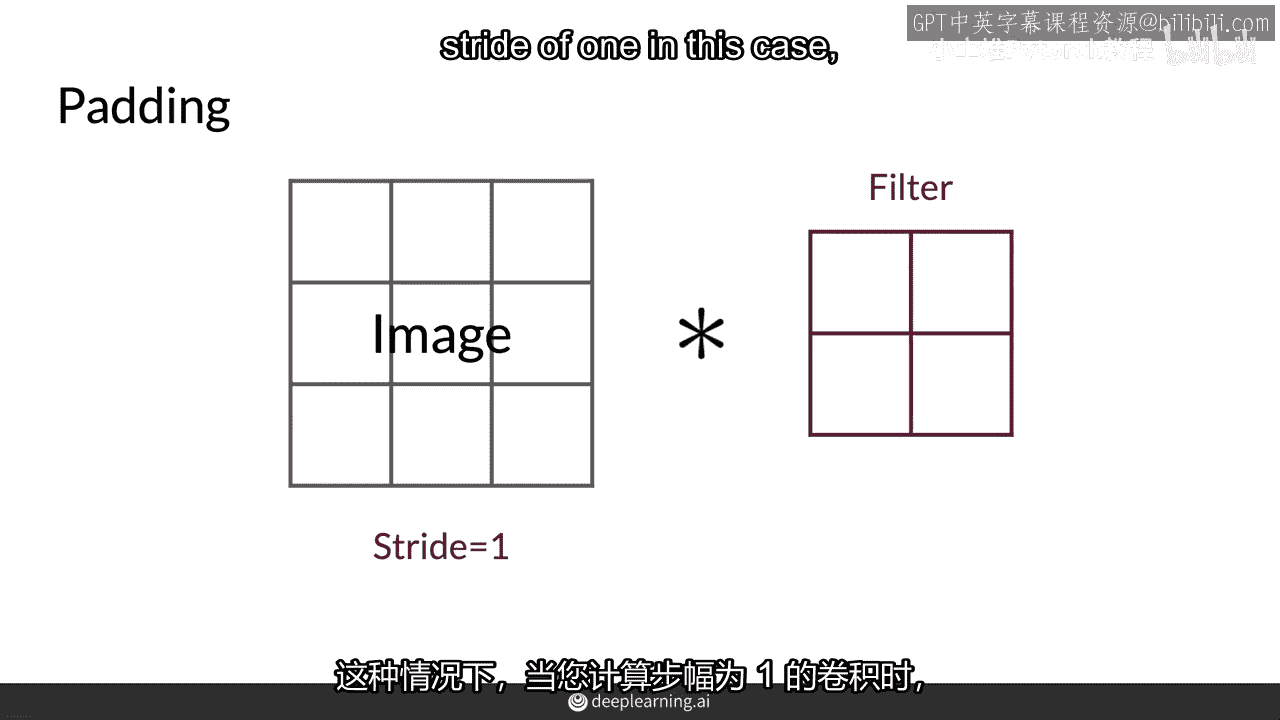 GPT中英字幕课程资源@bilibili.com
stride of one in this case,
bilibili
Padding
Filter
Image
*
Stride=1
这种情况下，当您计算步幅为 1 的卷积时，
deeplearning.ai